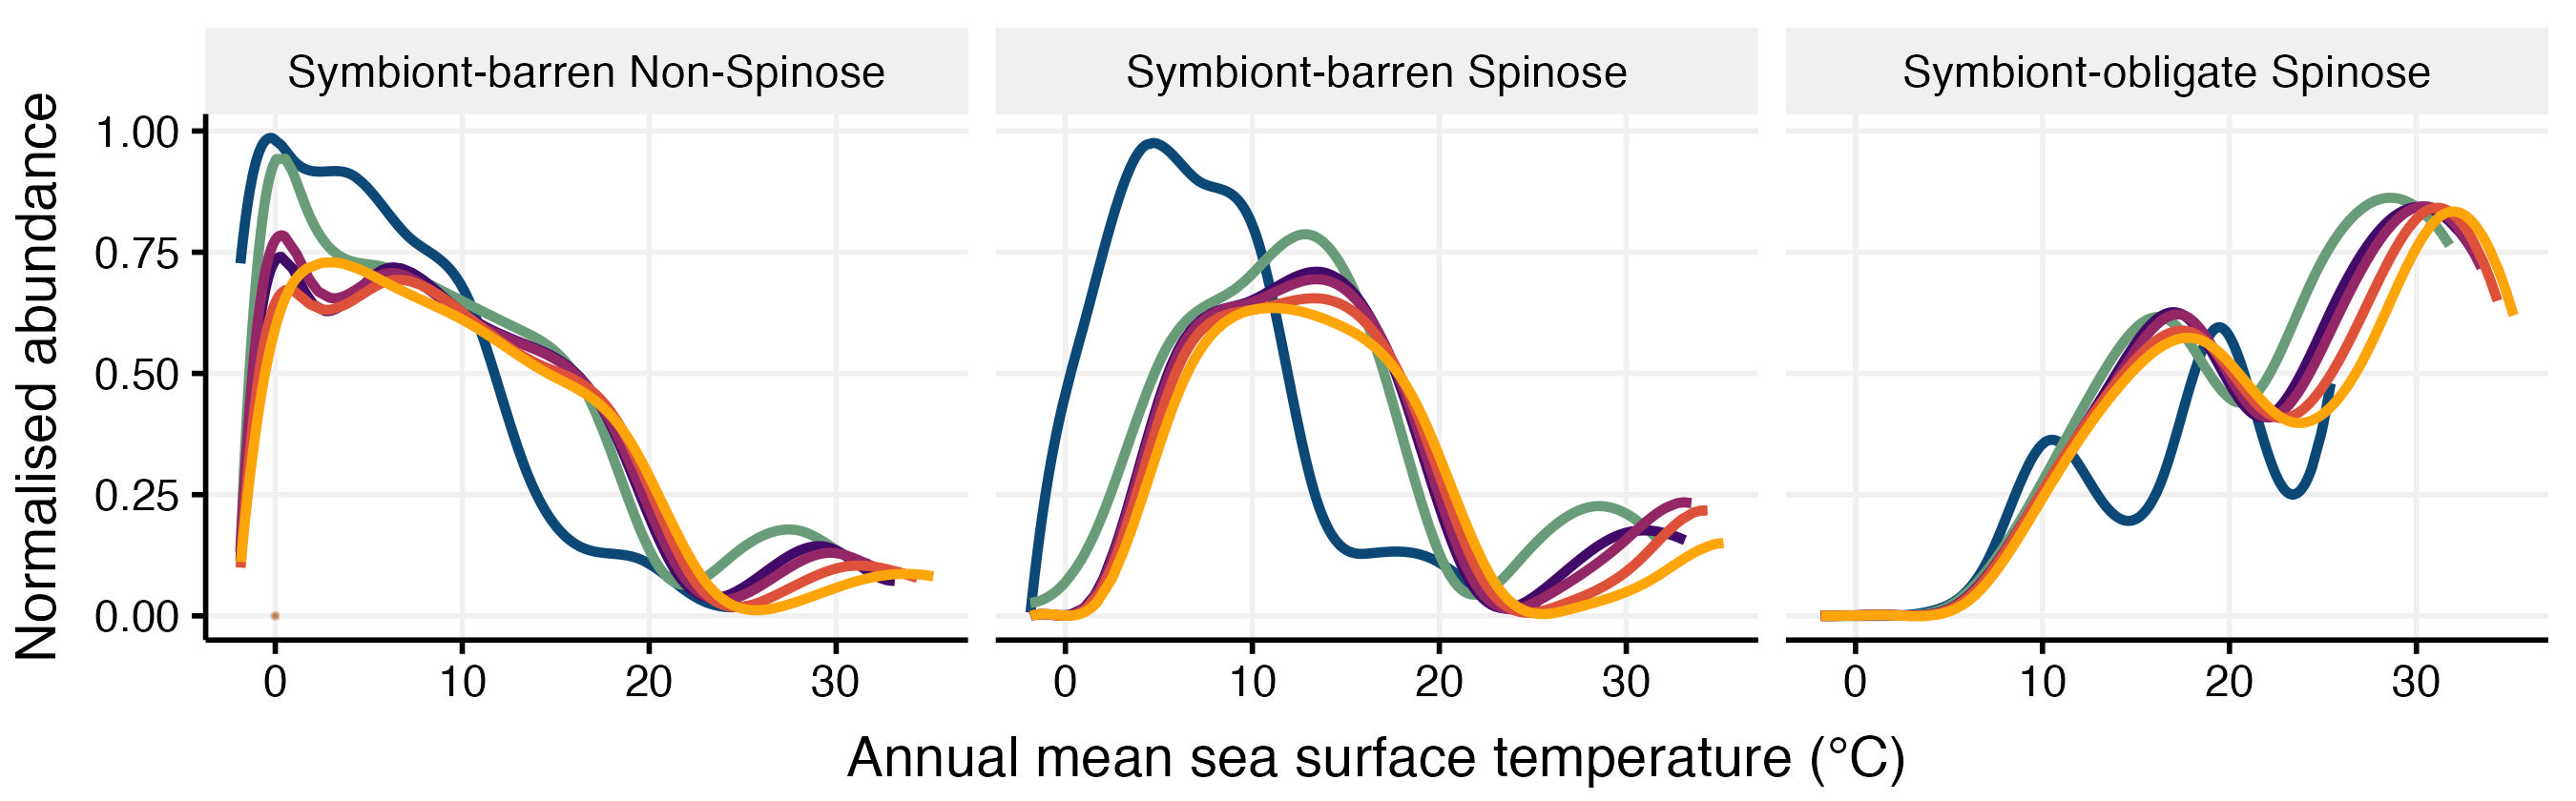 Symbiont-barren Non-Spinose
Symbiont-barren Spinose
Symbiont-obligate Spinose
Normalised abundance
1.00
0.75
0.50
0.25
0.00
0 10 20 30
0 10 20 30
0 10 20 30
Annual mean sea surface temperature (°C)